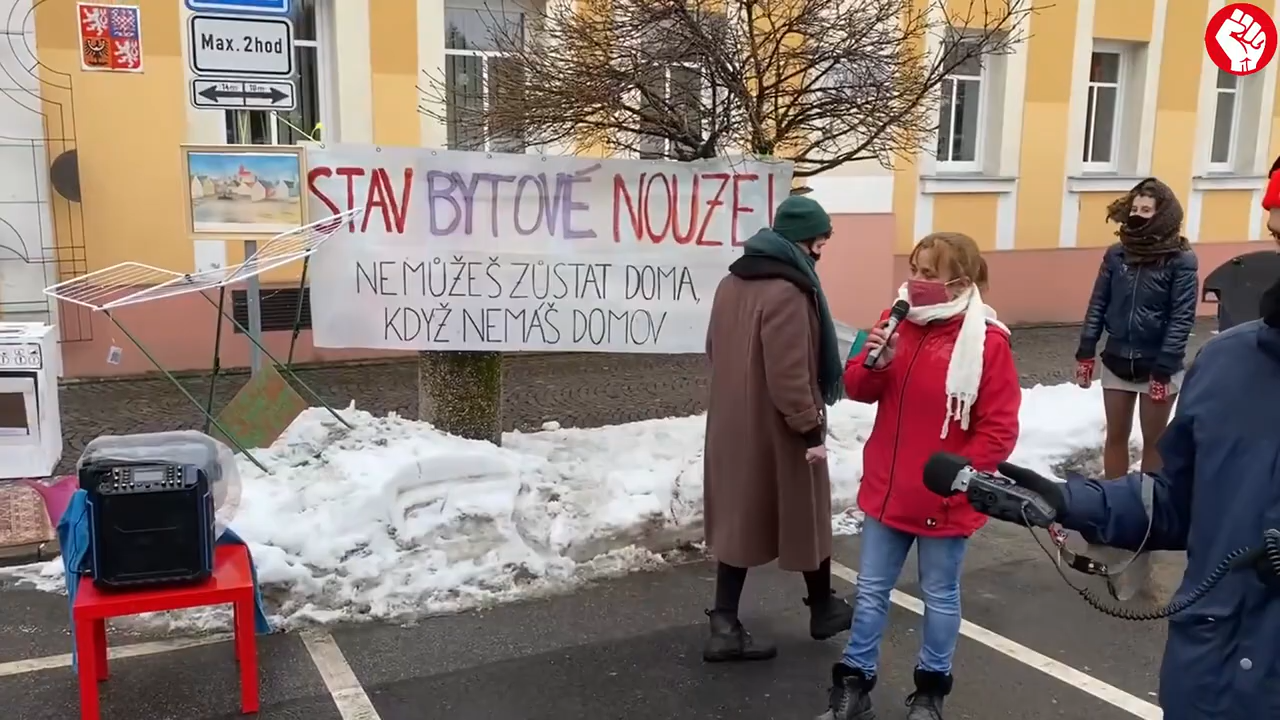 Max. 2hod
STAV BYTOVÉ NOUZE!
NEMŮŽEŠ ZŮSTAT DOMA,
KDYŽ NEMÁŠ DOMOV